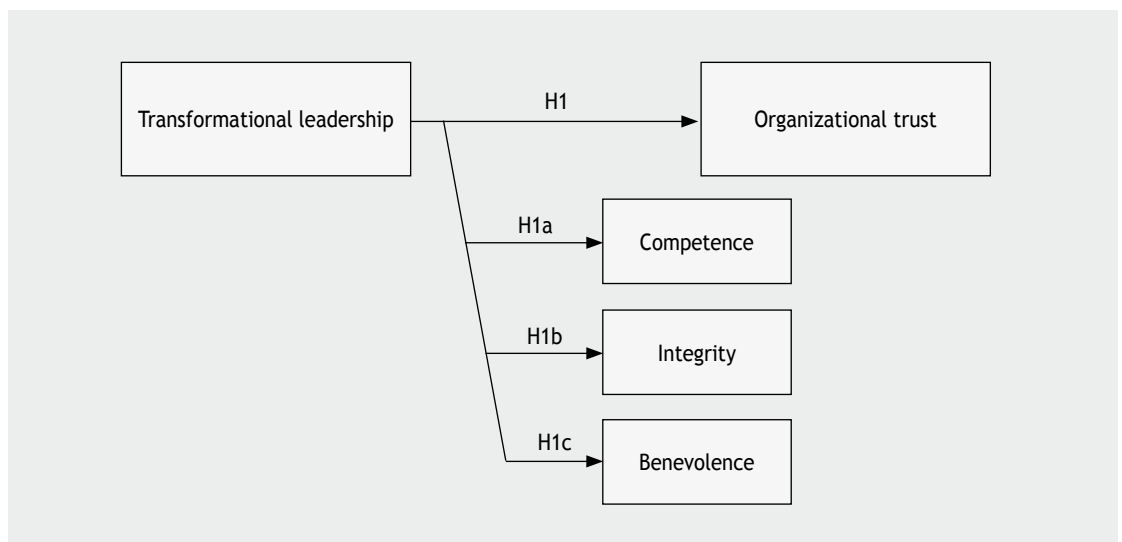 H1
Transformational leadership
Organizational trust
H1a
Competence
H1b
Integrity
H1c
Benevolence